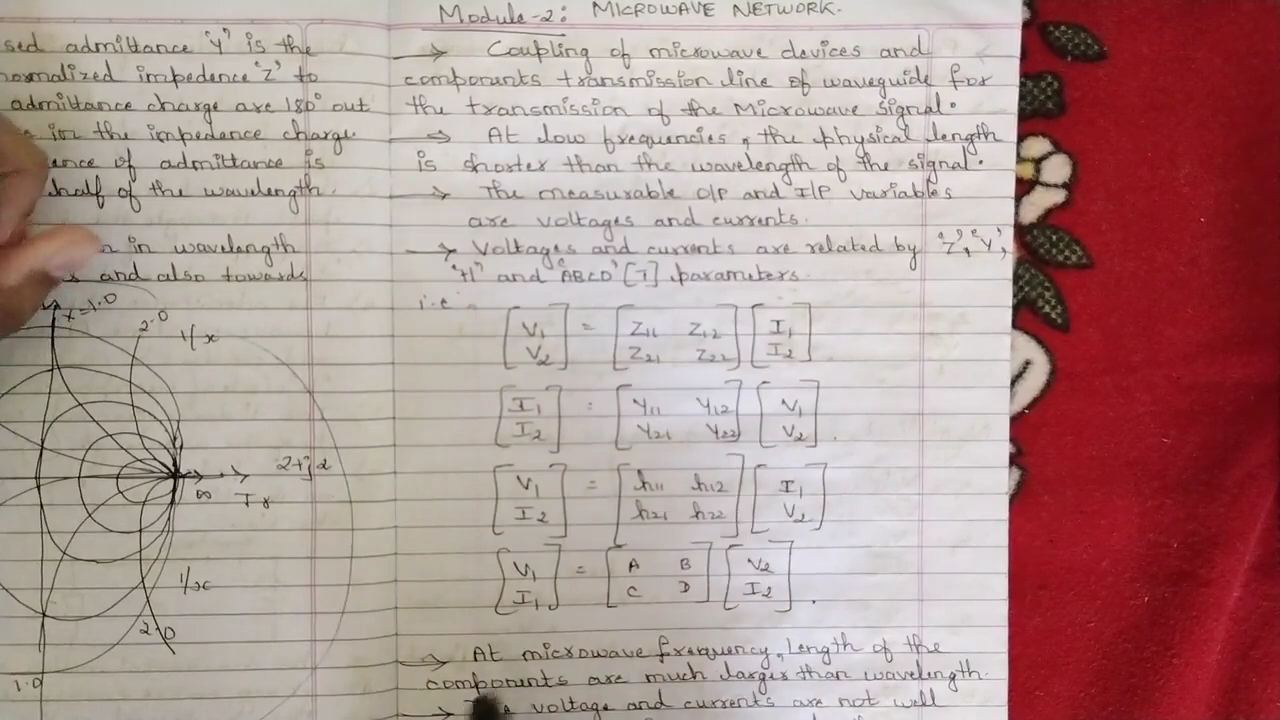 sed admittance 'y' is the
normalized impedence 'Z' to
admittance charge are 180° out
in the impedance charge.
ance of admittance is
half of the wavelength.
in wavelength
and also towards
x=1.0
2.0
1/x
2+j2
∞
1/x
2.0
1.0
Module-2: MICROWAVE NETWORK.
→ Coupling of microwave devices and
components transmission line of waveguide for
the transmission of the Microwave signal.
→ At low frequencies, the physical length
is shorter than the wavelength of the signal.
→ The measurable O/P and I/P variables
are voltages and currents.
→ Voltages and currents are related by 'Z', 'Y',
'H' and 'ABCD' [T] parameters.
i.e
[V1 V2] = [Z11 Z12 Z21 Z22] [I1 I2]
[I1 I2] = [Y11 Y12 Y21 Y22] [V1 V2].
[V1 I2] = [h11 h12 h21 h22] [I1 V2]
[V1 I1] = [A B C D] [V2 I2].
→ At microwave frequency, length of the
components are much larger than wavelength.
→ The voltage and currents are not well